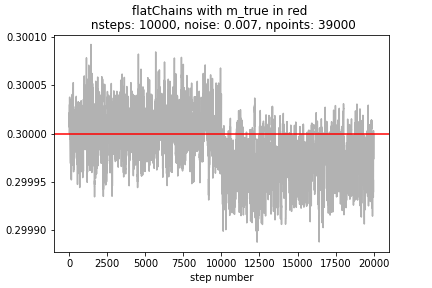 flatChains with m_true in red
nsteps: 10000, noise: 0.007, npoints: 39000
0.30010
0.30005
0.30000
0.29995
0.29990
0 2500 5000 7500 10000 12500 15000 17500 20000
step number